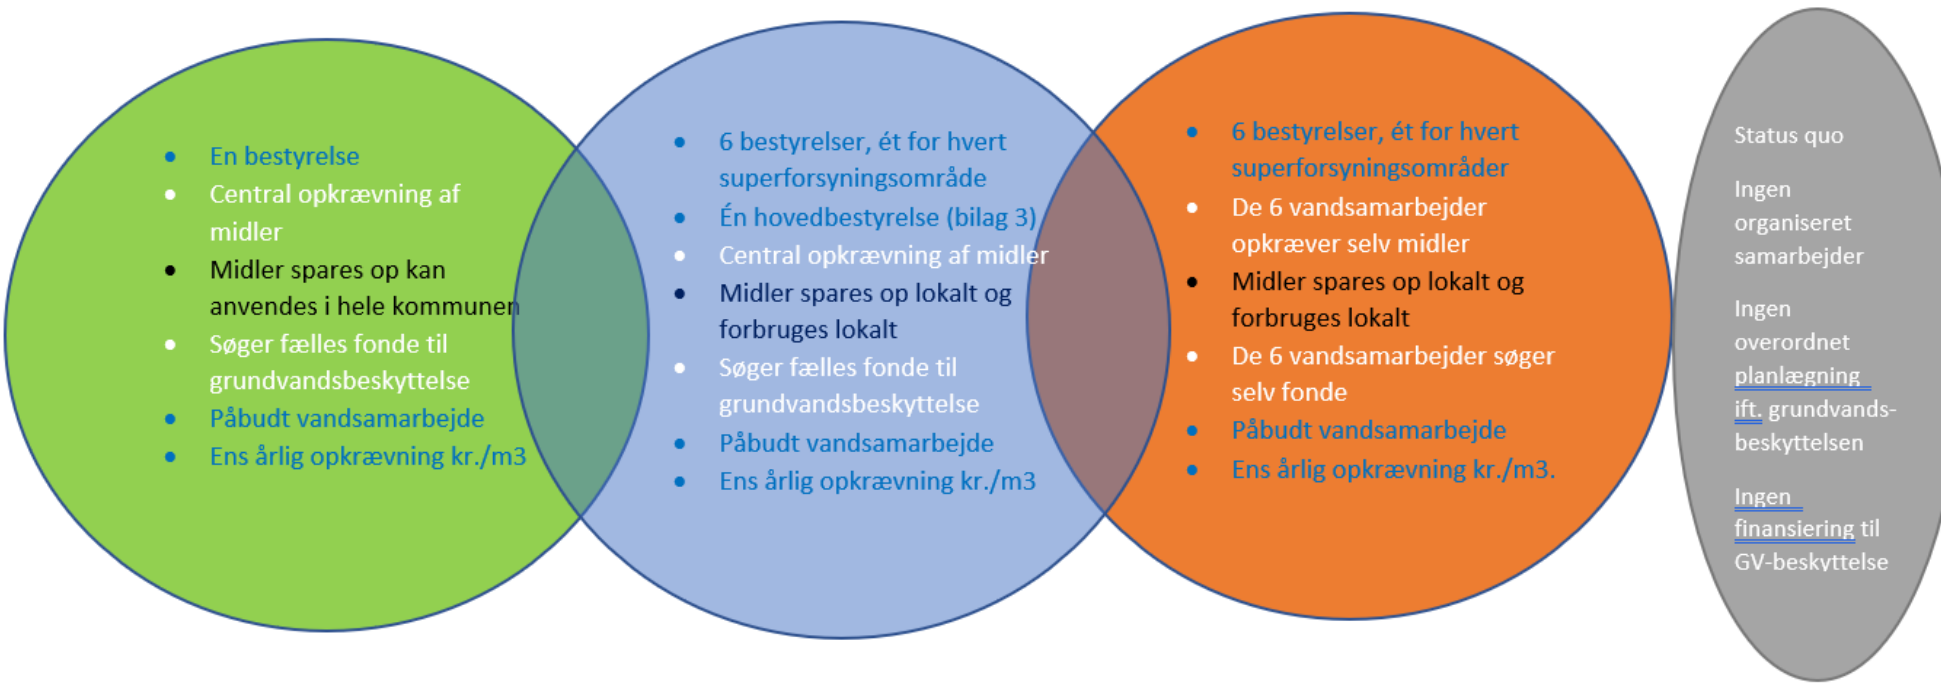 En bestyrelse
Central opkrævning af
midler
Midler spares op kan
anvendes i hele kommunen
Søger fælles fonde til
grundvandsbeskyttelse
Påbudt vandsamarbejde
Ens årlig opkrævning kr./m3
6 bestyrelser, ét for hvert
superforsyningsområde
Én hovedbestyrelse (bilag 3)
Central opkrævning af midler
Midler spares op lokalt og
forbruges lokalt
Søger fælles fonde til
grundvandsbeskyttelse
Påbudt vandsamarbejde
Ens årlig opkrævning kr./m3
6 bestyrelser, ét for hvert
superforsyningsområder
De 6 vandsamarbejder
opkræver selv midler
Midler spares op lokalt og
forbruges lokalt
De 6 vandsamarbejder søger
selv fonde
Påbudt vandsamarbejde
Ens årlig opkrævning kr./m3.
Status quo
Ingen
organiseret
samarbejder
Ingen
overordnet
planlægning
ift. grundvands-
beskyttelsen
Ingen
finansiering til
GV-beskyttelse